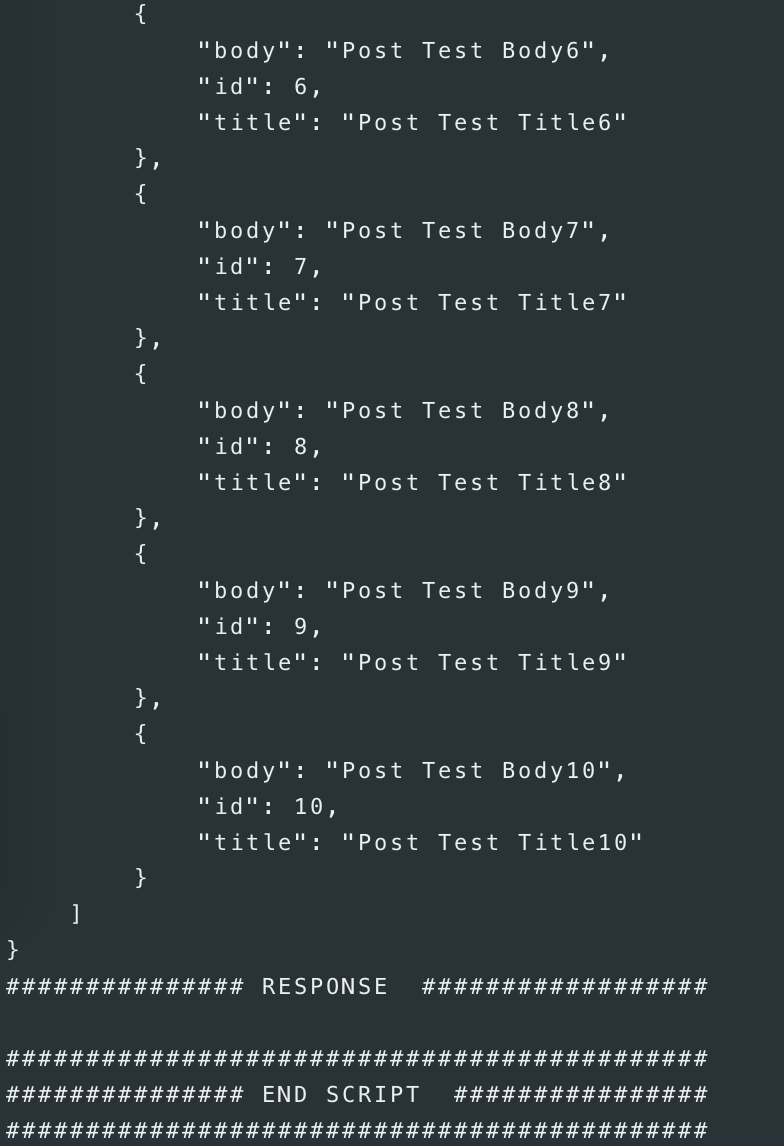 {
"body": "Post Test Body6",
"id": 6,
"title": "Post Test Title6"
},
{
"body": "Post Test Body7",
"id": 7,
"title": "Post Test Title7"
},
{
"body": "Post Test Body8",
"id": 8,
"title": "Post Test Title8"
},
{
"body": "Post Test Body9",
"id": 9,
"title": "Post Test Title9"
},
{
"body": "Post Test Body10",
"id": 10,
"title": "Post Test Title10"
}
]
}
############### RESPONSE  ##################
############################################
############### END SCRIPT  ################
############################################